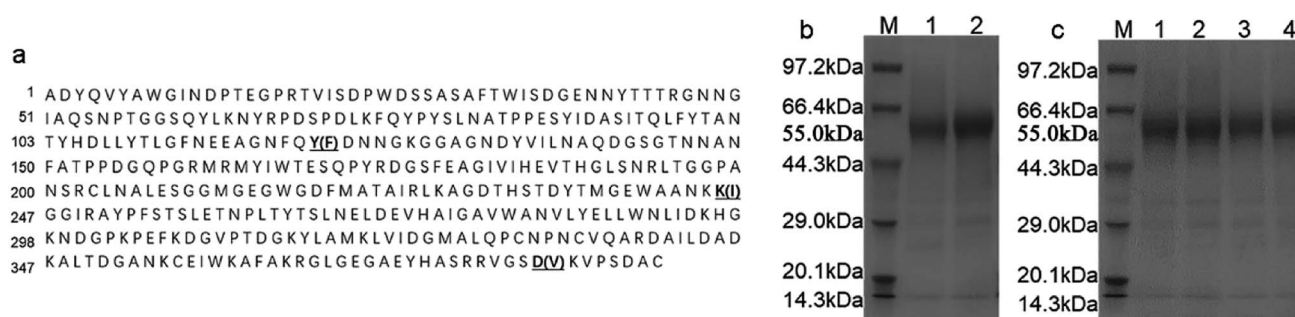 a
1 ADYQVYAWGINDPTEGPRTVISDPWDSSASAFTWISDGENNYTTTRGNNG
51 IAQSNPTGGSQYLKNYRPDSPDLKFQYPYSLNATPPESYIDASITQLFYTAN
103 TYHDLLYTLGFNEEAGNFQY(F)DNNGKGGAGNDYVILNAQDGSGTNNAN
150 FATPPDGQPGRMRMYIWTESQPYRDGSFEAGIVIHEVTHGLSNRLTGGPA
200 NSRCLNALESGGMGEGWGDFMATAIRLKAGDTHSTDYTMGEWAANKK(I)
247 GGIRAYPFSTSLETNPLTYTSLNELDEVHAIGAVWANVLYELLWNLIDKHG
298 KNDGPKPEFKDGVPTDGKYLAMKLVIDGMALQPCNPNCVQARDAILDAD
347 KALTDGANKCEIWKAFAKRGLGEGAEYHASRRVGSD(V)KVPSDAC
b M 1 2
97.2kDa
66.4kDa
55.0kDa
44.3kDa
29.0kDa
20.1kDa
14.3kDa
c M 1 2 3 4
97.2kDa
66.4kDa
55.0kDa
44.3kDa
29.0kDa
20.1kDa
14.3kDa